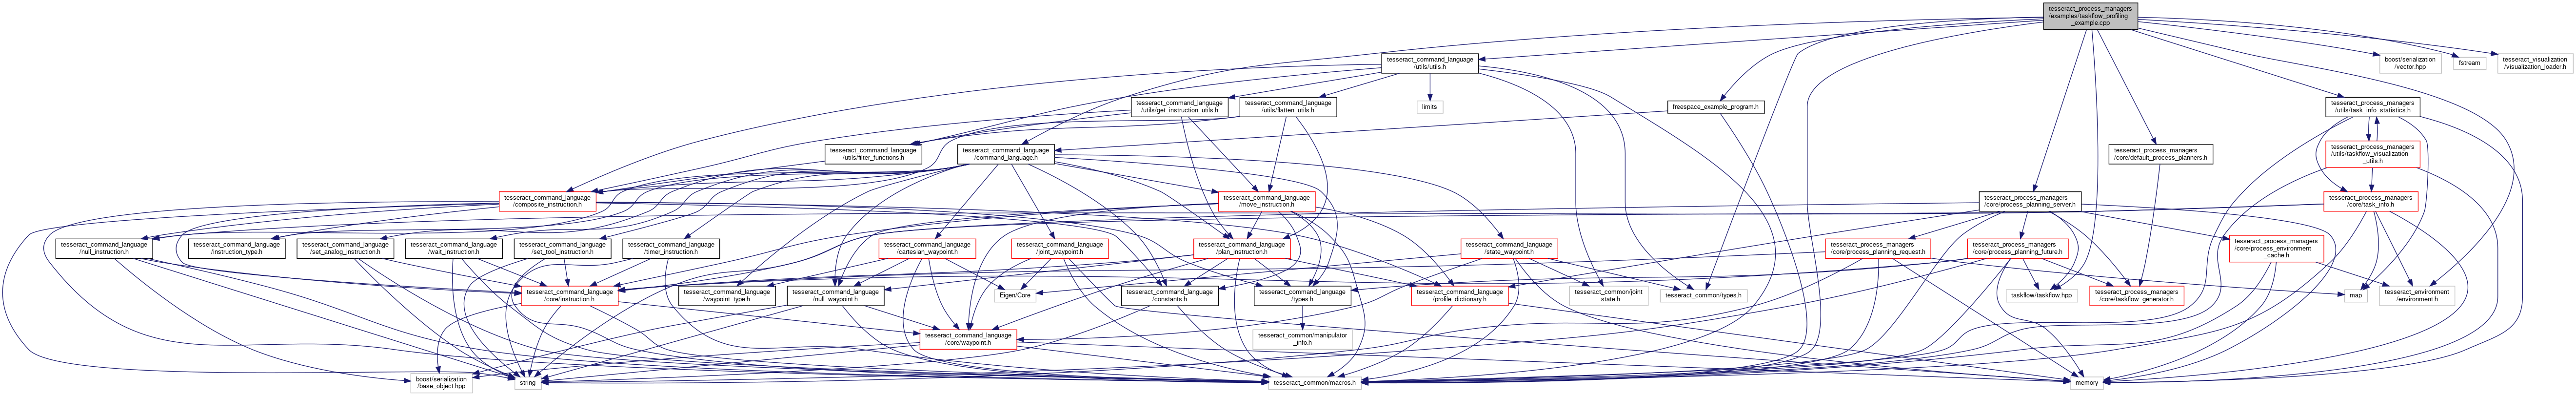 tesseract_process_managers
/examples/taskflow_profiling
_example.cpp
tesseract_command_language
/utils/utils.h
boost/serialization
/vector.hpp
fstream
tesseract_visualization
/visualization_loader.h
tesseract_command_language
/utils/get_instruction_utils.h
tesseract_command_language
/utils/flatten_utils.h
limits
freespace_example_program.h
tesseract_process_managers
/utils/task_info_statistics.h
tesseract_command_language
/utils/filter_functions.h
tesseract_command_language
/command_language.h
tesseract_process_managers
/core/default_process_planners.h
tesseract_process_managers
/utils/taskflow_visualization
_utils.h
tesseract_command_language
/composite_instruction.h
tesseract_command_language
/move_instruction.h
tesseract_process_managers
/core/process_planning_server.h
tesseract_process_managers
/core/task_info.h
tesseract_command_language
/null_instruction.h
tesseract_command_language
/instruction_type.h
tesseract_command_language
/set_analog_instruction.h
tesseract_command_language
/wait_instruction.h
tesseract_command_language
/set_tool_instruction.h
tesseract_command_language
/timer_instruction.h
tesseract_command_language
/cartesian_waypoint.h
tesseract_command_language
/joint_waypoint.h
tesseract_command_language
/plan_instruction.h
tesseract_command_language
/state_waypoint.h
tesseract_process_managers
/core/process_planning_request.h
tesseract_process_managers
/core/process_planning_future.h
tesseract_process_managers
/core/process_environment
_cache.h
tesseract_command_language
/core/instruction.h
tesseract_command_language
/waypoint_type.h
tesseract_command_language
/null_waypoint.h
Eigen/Core
tesseract_command_language
/constants.h
tesseract_command_language
/types.h
tesseract_command_language
/profile_dictionary.h
tesseract_common/joint
_state.h
tesseract_common/types.h
taskflow/taskflow.hpp
tesseract_process_managers
/core/taskflow_generator.h
map
tesseract_environment
/environment.h
tesseract_command_language
/core/waypoint.h
tesseract_common/manipulator
_info.h
boost/serialization
/base_object.hpp
string
tesseract_common/macros.h
memory